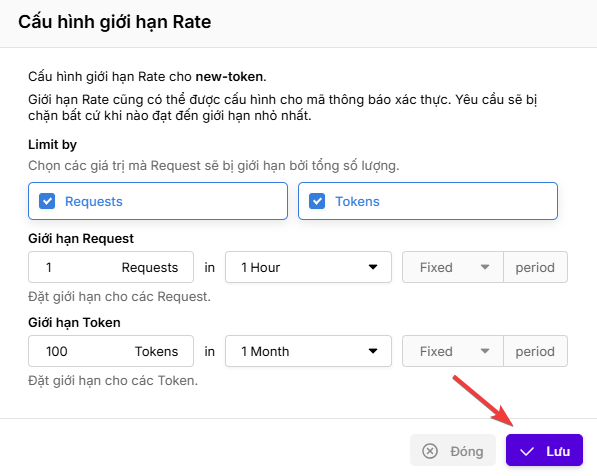 Cấu hình giới hạn Rate
Cấu hình giới hạn Rate cho new-token.
Giới hạn Rate cũng có thể được cấu hình cho mã thông báo xác thực. Yêu cầu sẽ bị
chặn bất cứ khi nào đạt đến giới hạn nhỏ nhất.
Limit by
Chọn các giá trị mà Request sẽ bị giới hạn bởi tổng số lượng.
Requests Tokens
Giới hạn Request
1 Requests in 1 Hour Fixed period
Đặt giới hạn cho các Request.
Giới hạn Token
100 Tokens in 1 Month Fixed period
Đặt giới hạn cho các Token.
Đóng Lưu